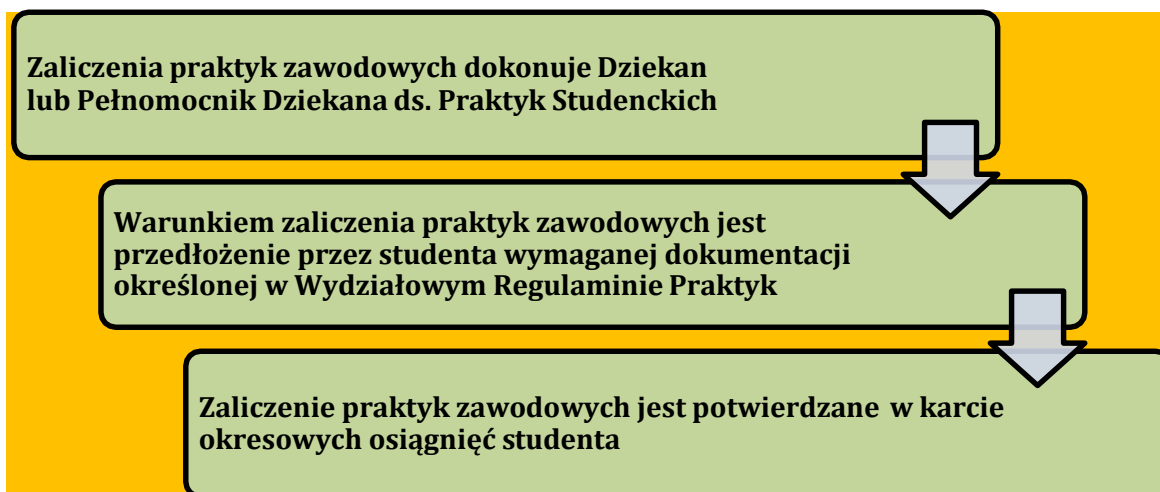 Zaliczenia praktyk zawodowych dokonuje Dziekan
lub Pełnomocnik Dziekana ds. Praktyk Studenckich
Warunkiem zaliczenia praktyk zawodowych jest
przedłożenie przez studenta wymaganej dokumentacji
określonej w Wydziałowym Regulaminie Praktyk
Zaliczenie praktyk zawodowych jest potwierdzane w karcie
okresowych osiągnięć studenta